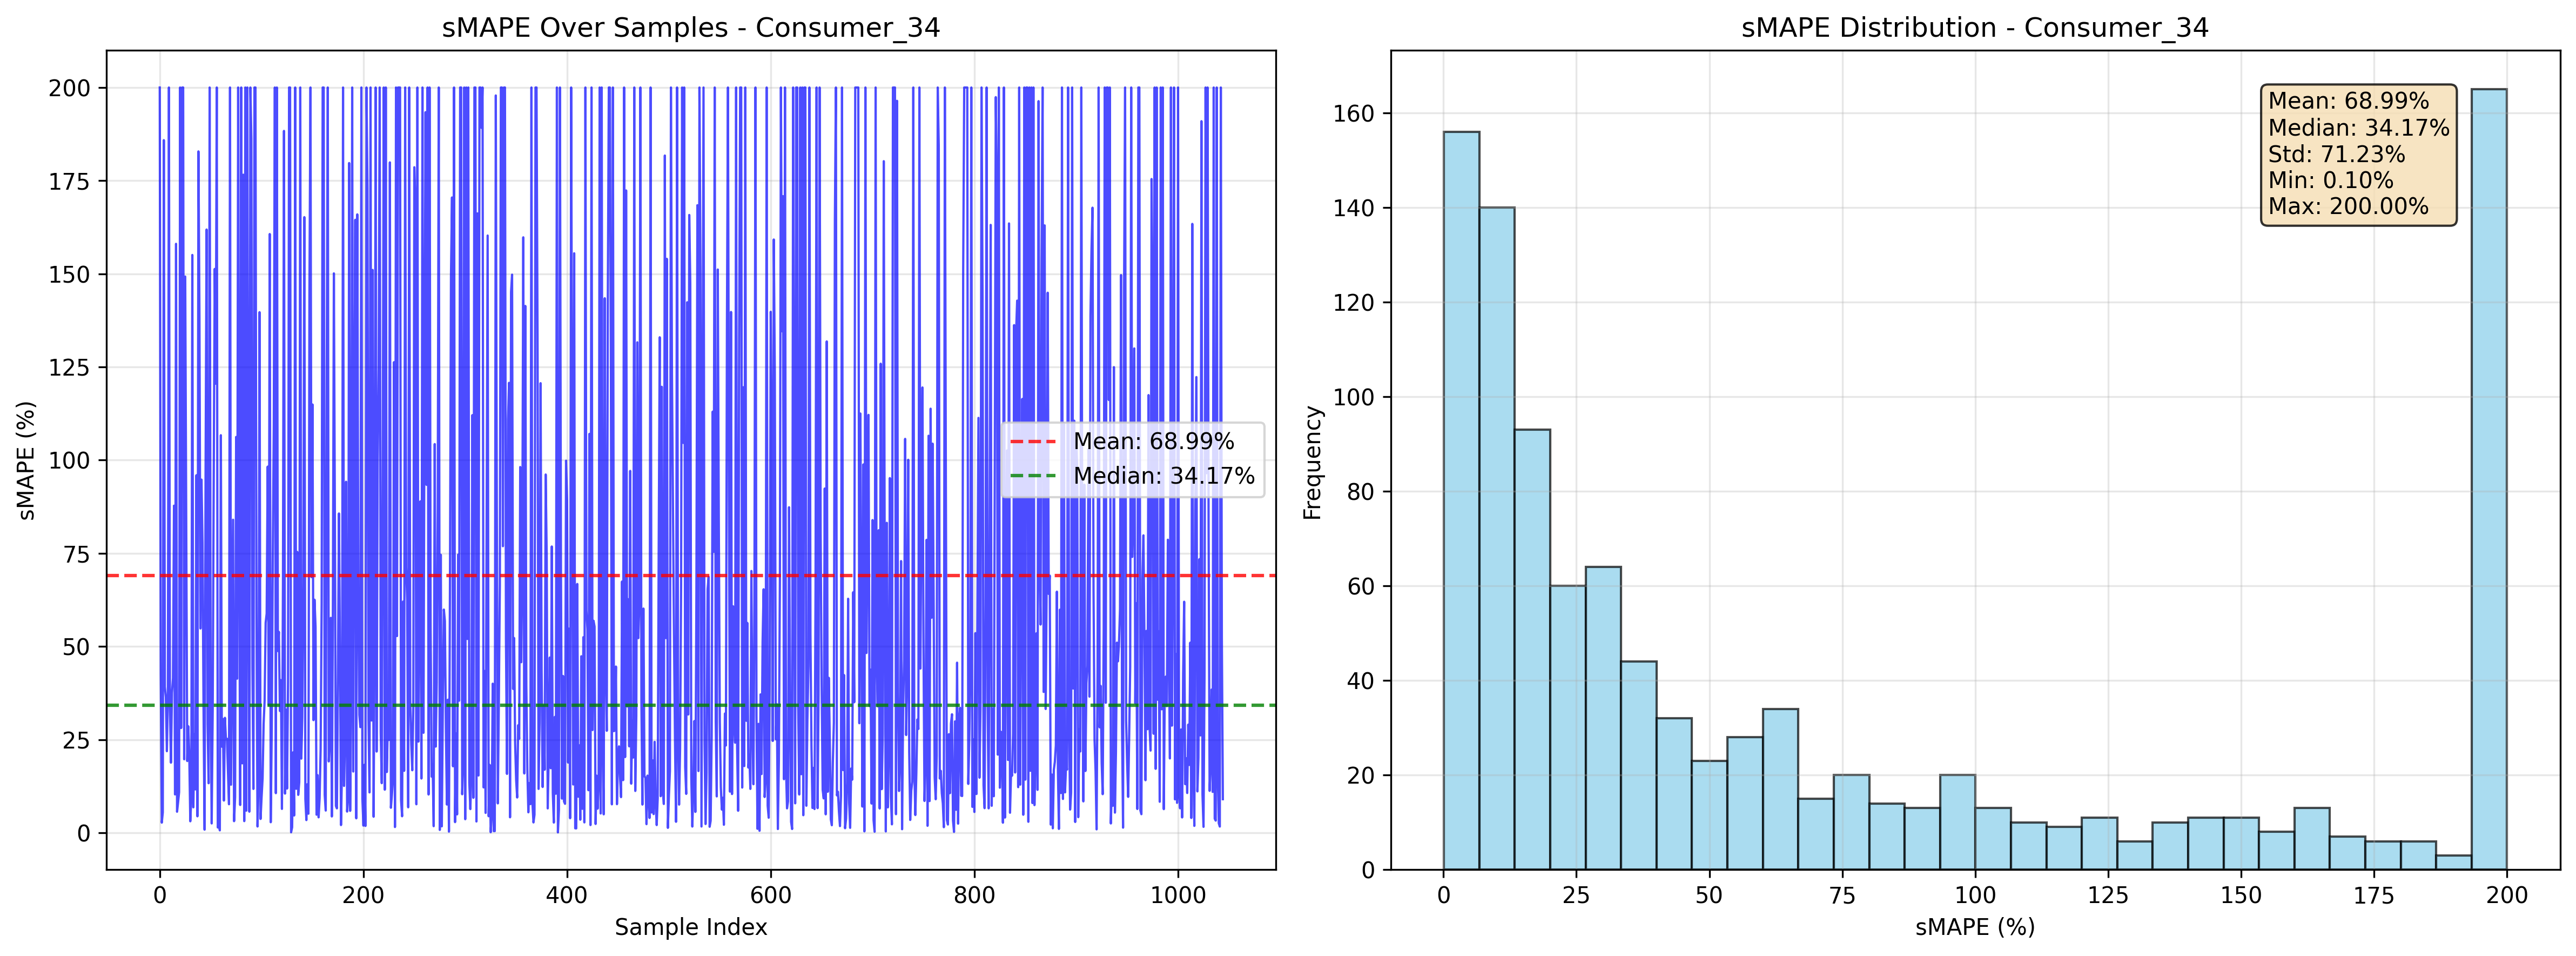 sMAPE Over Samples - Consumer_34
sMAPE (%)
200
175
150
125
100
75
50
25
0
Mean: 68.99%
Median: 34.17%
0 200 400 600 800 1000
Sample Index
sMAPE Distribution - Consumer_34
Frequency
160
140
120
100
80
60
40
20
0
Mean: 68.99%
Median: 34.17%
Std: 71.23%
Min: 0.10%
Max: 200.00%
0 25 50 75 100 125 150 175 200
sMAPE (%)